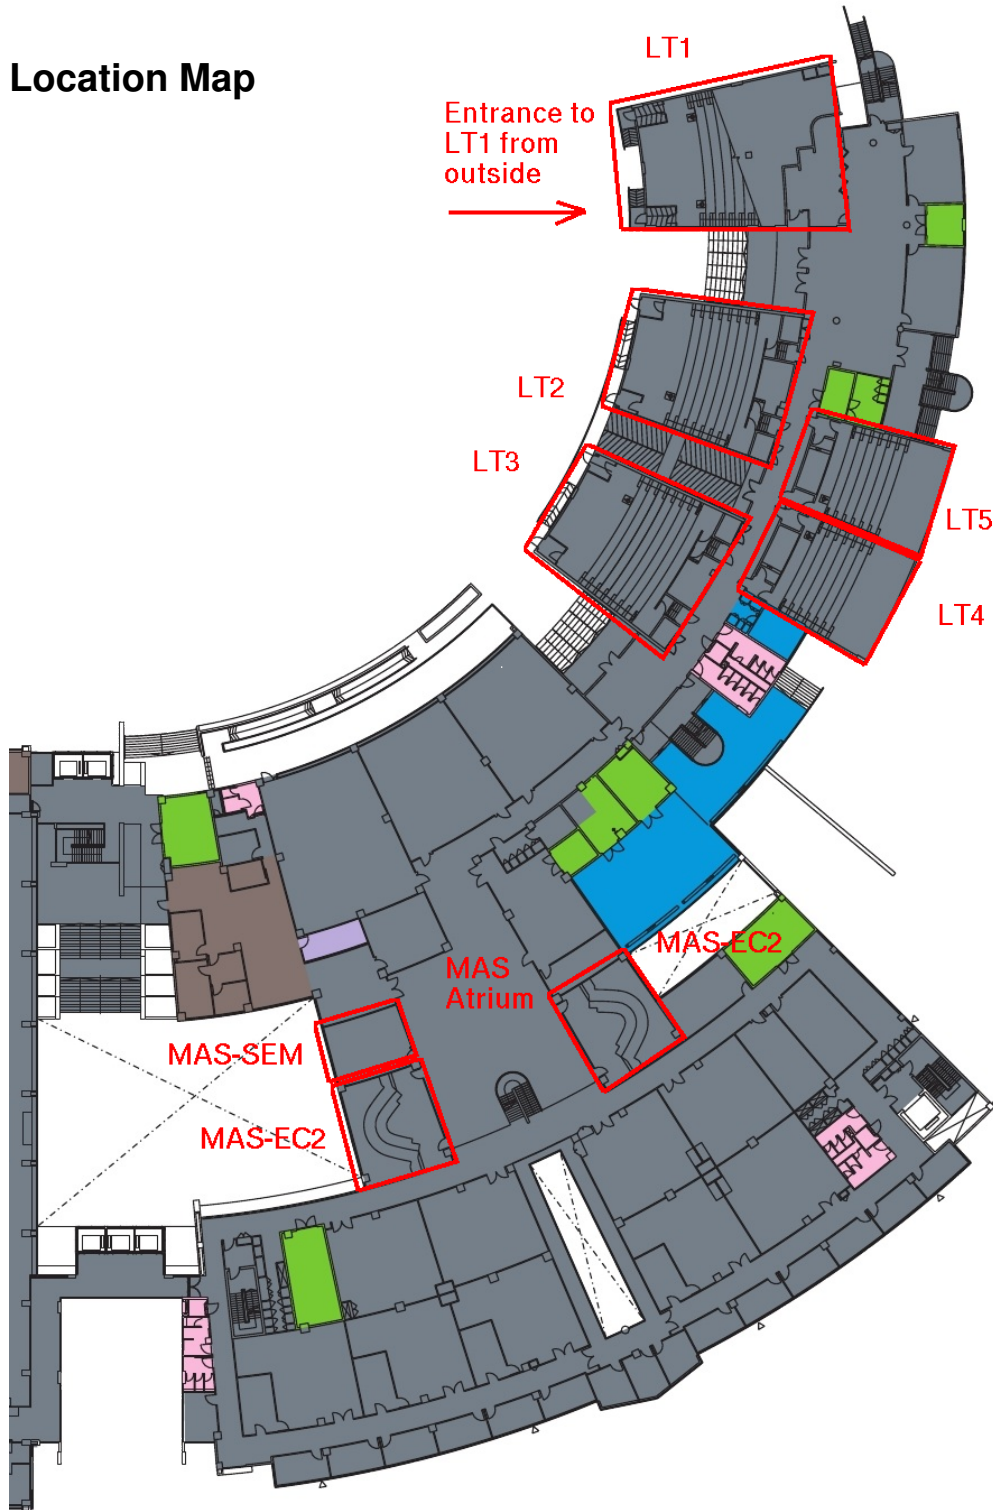 Location Map
LT1
Entrance to
LT1 from
outside
LT2
LT3
LT5
LT4
MAS-EC2
MAS
Atrium
MAS-SEM
MAS-EC2